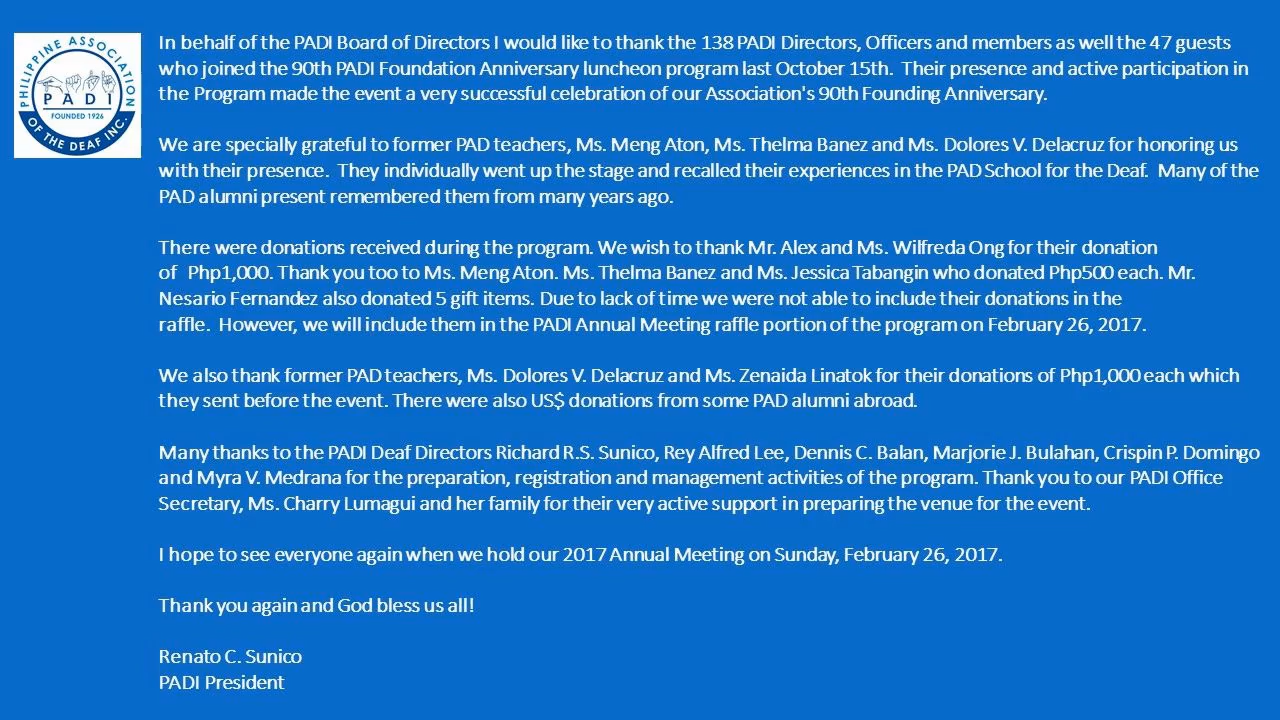 PHILIPPINE ASSOCIATION
PADI
FOUNDED 1926
OF THE DEAF INC.
In behalf of the PADI Board of Directors I would like to thank the 138 PADI Directors, Officers and members as well the 47 guests
who joined the 90th PADI Foundation Anniversary luncheon program last October 15th.  Their presence and active participation in
the Program made the event a very successful celebration of our Association's 90th Founding Anniversary.
We are specially grateful to former PAD teachers, Ms. Meng Aton, Ms. Thelma Banez and Ms. Dolores V. Delacruz for honoring us
with their presence.  They individually went up the stage and recalled their experiences in the PAD School for the Deaf.  Many of the
PAD alumni present remembered them from many years ago.
There were donations received during the program. We wish to thank Mr. Alex and Ms. Wilfreda Ong for their donation
of  Php1,000. Thank you too to Ms. Meng Aton. Ms. Thelma Banez and Ms. Jessica Tabangin who donated Php500 each. Mr.
Nesario Fernandez also donated 5 gift items. Due to lack of time we were not able to include their donations in the
raffle.  However, we will include them in the PADI Annual Meeting raffle portion of the program on February 26, 2017.
We also thank former PAD teachers, Ms. Dolores V. Delacruz and Ms. Zenaida Linatok for their donations of Php1,000 each which
they sent before the event. There were also US$ donations from some PAD alumni abroad.
Many thanks to the PADI Deaf Directors Richard R.S. Sunico, Rey Alfred Lee, Dennis C. Balan, Marjorie J. Bulahan, Crispin P. Domingo
and Myra V. Medrana for the preparation, registration and management activities of the program. Thank you to our PADI Office
Secretary, Ms. Charry Lumagui and her family for their very active support in preparing the venue for the event.
I hope to see everyone again when we hold our 2017 Annual Meeting on Sunday, February 26, 2017.
Thank you again and God bless us all!
Renato C. Sunico
PADI President